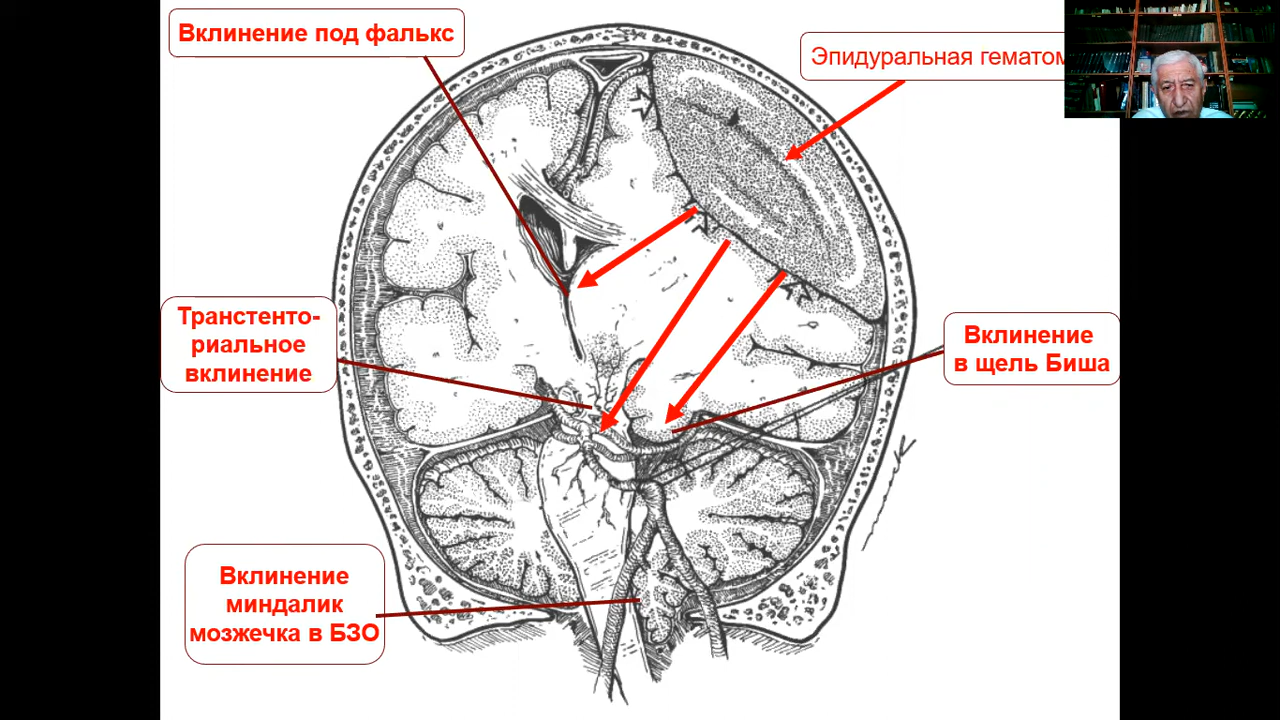 Вклинение под фалькс
Эпидуральная гематом
Транстенто-
риальное
вклинение
Вклинение
в щель Биша
Вклинение
миндалик
мозжечка в БЗО